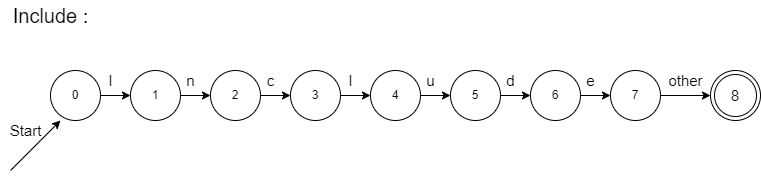 Include :
I n c l u d e other
0 1 2 3 4 5 6 7 8
Start